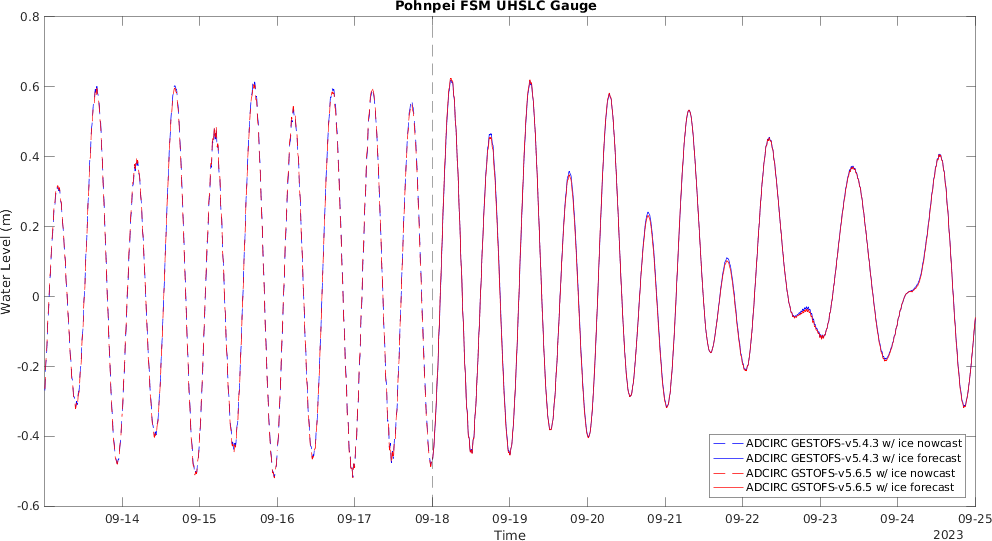 Pohnpei FSM UHSLC Gauge
0.8
0.6
0.4
0.2
0
-0.2
-0.4
-0.6
Water Level (m)
ADCIRC GESTOFS-v5.4.3 w/ ice nowcast
ADCIRC GESTOFS-v5.4.3 w/ ice forecast
ADCIRC GSTOFS-v5.6.5 w/ ice nowcast
ADCIRC GSTOFS-v5.6.5 w/ ice forecast
09-14 09-15 09-16 09-17 09-18 09-19 09-20 09-21 09-22 09-23 09-24 09-25
Time
2023